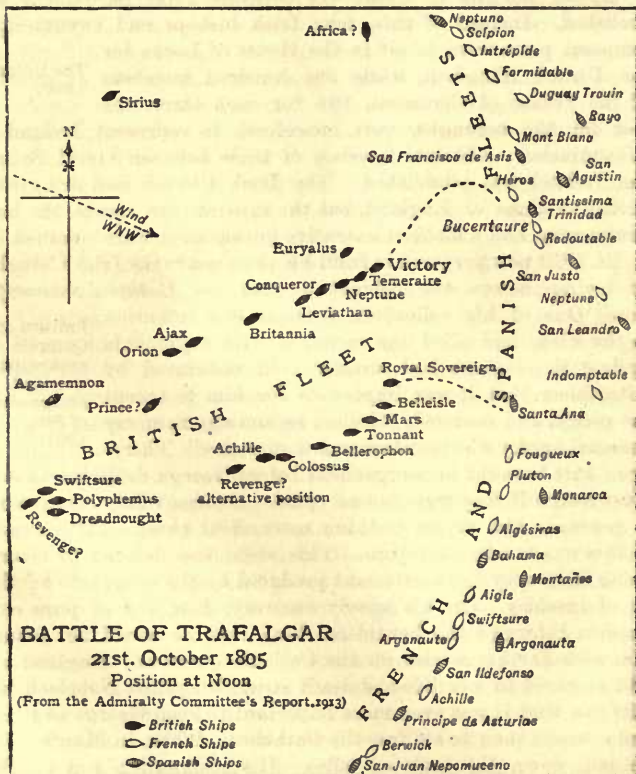 Neptuno
Scipion
Africa?
Intrépide
Formidable
Duguay Trouin
Sirius
Rayo
Mont Blanc
San Francisco de Asis
San
Agustin
Héros
N
Wind
WNW
Santissima
Trinidad
Bucentaure
Redoutable
Euryalus
Victory
Temeraire
Conqueror
Neptune
Leviathan
San Justo
Neptune
Britannia
San Leandro
Ajax
Orion
Royal Sovereign
Indomptable
Agamemnon
Belleisle
Santa Ana
Prince?
Mars
Tonnant
BRITISH FLEET
Bellerophon
Achille
Colossus
Revenge?
alternative position
Fougueux
Pluton
Monarca
Swiftsure
Polyphemus
Dreadnought
Revenge?
Algésiras
Bahama
Montañes
Aigle
Swiftsure
Argonaute
Argonauta
San Ildefonso
Achille
Principe de Asturias
Berwick
San Juan Nepomuceno
FRENCH AND SPANISH FLEETS
BATTLE OF TRAFALGAR
21st. October 1805
Position at Noon
(From the Admiralty Committee's Report, 1913)
British Ships
French Ships
Spanish Ships